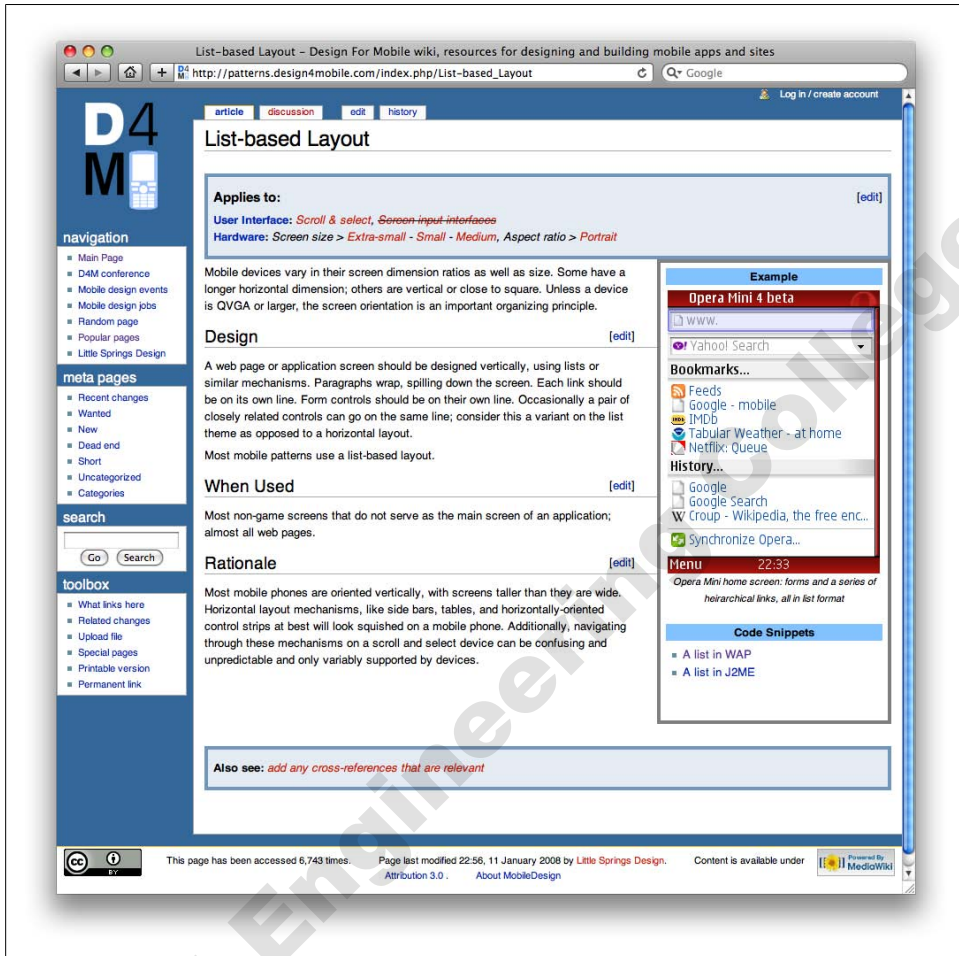 List-based Layout – Design For Mobile wiki, resources for designing and building mobile apps and sites
http://patterns.design4mobile.com/index.php/List-based_Layout
Google
Log in / create account
D4
M
article discussion edit history
List-based Layout
Applies to: [edit]
User Interface: Scroll & select, Screen input interfaces
Hardware: Screen size > Extra-small - Small - Medium, Aspect ratio > Portrait
navigation
Main Page
D4M conference
Mobile design events
Mobile design jobs
Random page
Popular pages
Little Springs Design
meta pages
Recent changes
Wanted
New
Dead end
Short
Uncategorized
Categories
search
Go Search
toolbox
What links here
Related changes
Upload file
Special pages
Printable version
Permanent link
Mobile devices vary in their screen dimension ratios as well as size. Some have a
longer horizontal dimension; others are vertical or close to square. Unless a device
is QVGA or larger, the screen orientation is an important organizing principle.
Design [edit]
A web page or application screen should be designed vertically, using lists or
similar mechanisms. Paragraphs wrap, spilling down the screen. Each link should
be on its own line. Form controls should be on their own line. Occasionally a pair of
closely related controls can go on the same line; consider this a variant on the list
theme as opposed to a horizontal layout.
Most mobile patterns use a list-based layout.
When Used [edit]
Most non-game screens that do not serve as the main screen of an application;
almost all web pages.
Rationale [edit]
Most mobile phones are oriented vertically, with screens taller than they are wide.
Horizontal layout mechanisms, like side bars, tables, and horizontally-oriented
control strips at best will look squished on a mobile phone. Additionally, navigating
through these mechanisms on a scroll and select device can be confusing and
unpredictable and only variably supported by devices.
Example
Opera Mini 4 beta
www.
Yahoo! Search
Bookmarks...
Feeds
Google - mobile
IMDb
Tabular Weather - at home
Netflix: Queue
History...
Google
Google Search
W Croup - Wikipedia, the free enc...
Synchronize Opera...
Menu 22:33
Opera Mini home screen: forms and a series of
heirarchical links, all in list format
Code Snippets
A list in WAP
A list in J2ME
Also see: add any cross-references that are relevant
cc BY
This page has been accessed 6,743 times. Page last modified 22:56, 11 January 2008 by Little Springs Design. Content is available under
Attribution 3.0 . About MobileDesign
Powered By
MediaWiki
Engineering College